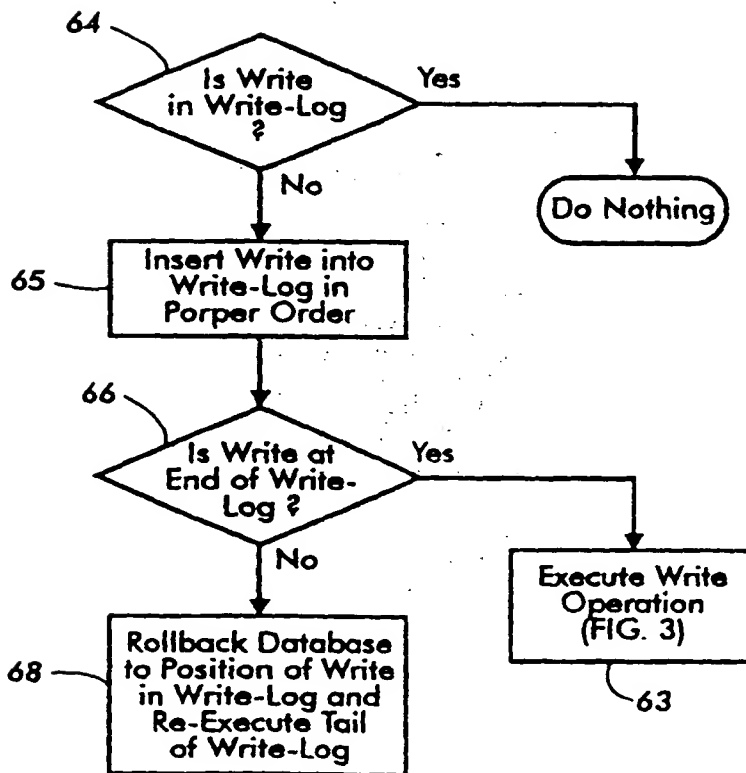 64
Is Write
in Write-Log
?
Yes
No
Do Nothing
65
Insert Write into
Write-Log in
Porper Order
66
Is Write at
End of Write-
Log ?
Yes
No
Execute Write
Operation
(FIG. 3)
63
68
Rollback Database
to Position of Write
in Write-Log and
Re-Execute Tail
of Write-Log